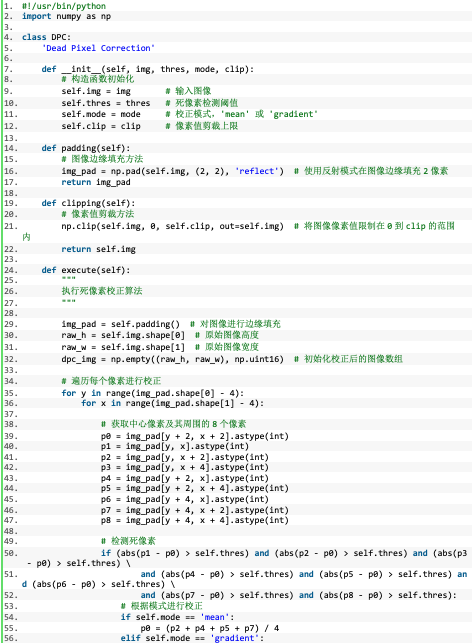 1. #!/usr/bin/python
2. import numpy as np
3.
4. class DPC:
5. 'Dead Pixel Correction'
6.
7. def __init__(self, img, thres, mode, clip):
8. # 构造函数初始化
9. self.img = img # 输入图像
10. self.thres = thres # 死像素检测阈值
11. self.mode = mode # 校正模式，'mean' 或 'gradient'
12. self.clip = clip # 像素值剪裁上限
13.
14. def padding(self):
15. # 图像边缘填充方法
16. img_pad = np.pad(self.img, (2, 2), 'reflect') # 使用反射模式在图像边缘填充 2 像素
17. return img_pad
18.
19. def clipping(self):
20. # 像素值剪裁方法
21. np.clip(self.img, 0, self.clip, out=self.img) # 将图像像素值限制在 0 到 clip 的范围
内
22. return self.img
23.
24. def execute(self):
25. """
26. 执行死像素校正算法
27. """
28.
29. img_pad = self.padding() # 对图像进行边缘填充
30. raw_h = self.img.shape[0] # 原始图像高度
31. raw_w = self.img.shape[1] # 原始图像宽度
32. dpc_img = np.empty((raw_h, raw_w), np.uint16) # 初始化校正后的图像数组
33.
34. # 遍历每个像素进行校正
35. for y in range(img_pad.shape[0] - 4):
36. for x in range(img_pad.shape[1] - 4):
37.
38. # 获取中心像素及其周围的 8 个像素
39. p0 = img_pad[y + 2, x + 2].astype(int)
40. p1 = img_pad[y, x].astype(int)
41. p2 = img_pad[y, x + 2].astype(int)
42. p3 = img_pad[y, x + 4].astype(int)
43. p4 = img_pad[y + 2, x].astype(int)
44. p5 = img_pad[y + 2, x + 4].astype(int)
45. p6 = img_pad[y + 4, x].astype(int)
46. p7 = img_pad[y + 4, x + 2].astype(int)
47. p8 = img_pad[y + 4, x + 4].astype(int)
48.
49. # 检测死像素
50. if (abs(p1 - p0) > self.thres) and (abs(p2 - p0) > self.thres) and (abs(p3
- p0) > self.thres) \
51. and (abs(p4 - p0) > self.thres) and (abs(p5 - p0) > self.thres) an
d (abs(p6 - p0) > self.thres) \
52. and (abs(p7 - p0) > self.thres) and (abs(p8 - p0) > self.thres):
53. # 根据模式进行校正
54. if self.mode == 'mean':
55. p0 = (p2 + p4 + p5 + p7) / 4
56. elif self.mode == 'gradient':